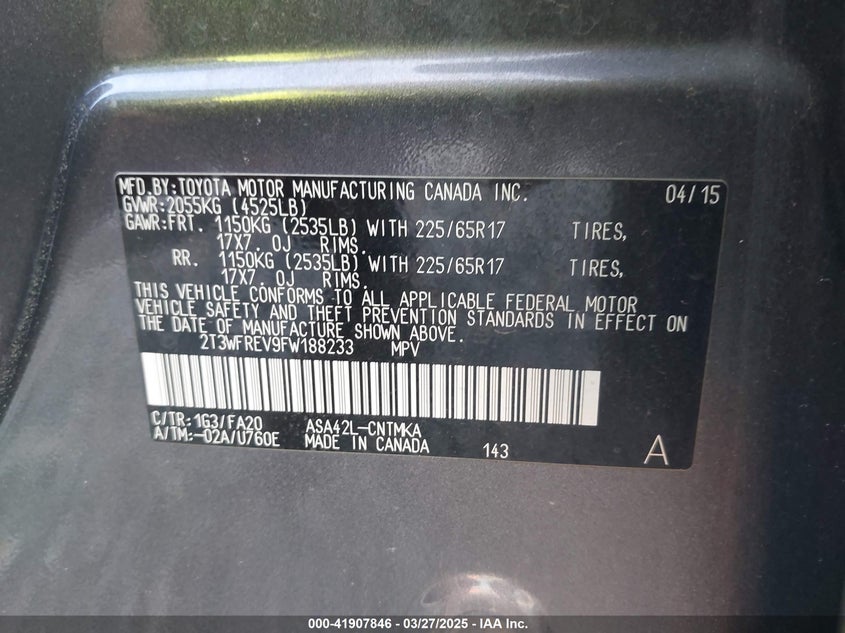 MFD.BY:TOYOTA MOTOR MANUFACTURING CANADA INC. 04/15
GVWR:2055KG (4525LB)
GAWR:FRT. 1150KG (2535LB) WITH 225/65R17 TIRES,
17X7. 0J RIMS.
RR. 1150KG (2535LB) WITH 225/65R17 TIRES,
17X7. 0J RIMS.
THIS VEHICLE CONFORMS TO ALL APPLICABLE FEDERAL MOTOR
VEHICLE SAFETY AND THEFT PREVENTION STANDARDS IN EFFECT ON
THE DATE OF MANUFACTURE SHOWN ABOVE.
2T3WFREV9FW188233 MPV
C/TR:1G3/FA20 ASA42L-CNTMKA
A/TM:-02A/U760E MADE IN CANADA 143 A
000-41907846 / 03/27/2025 - © IAA Inc.